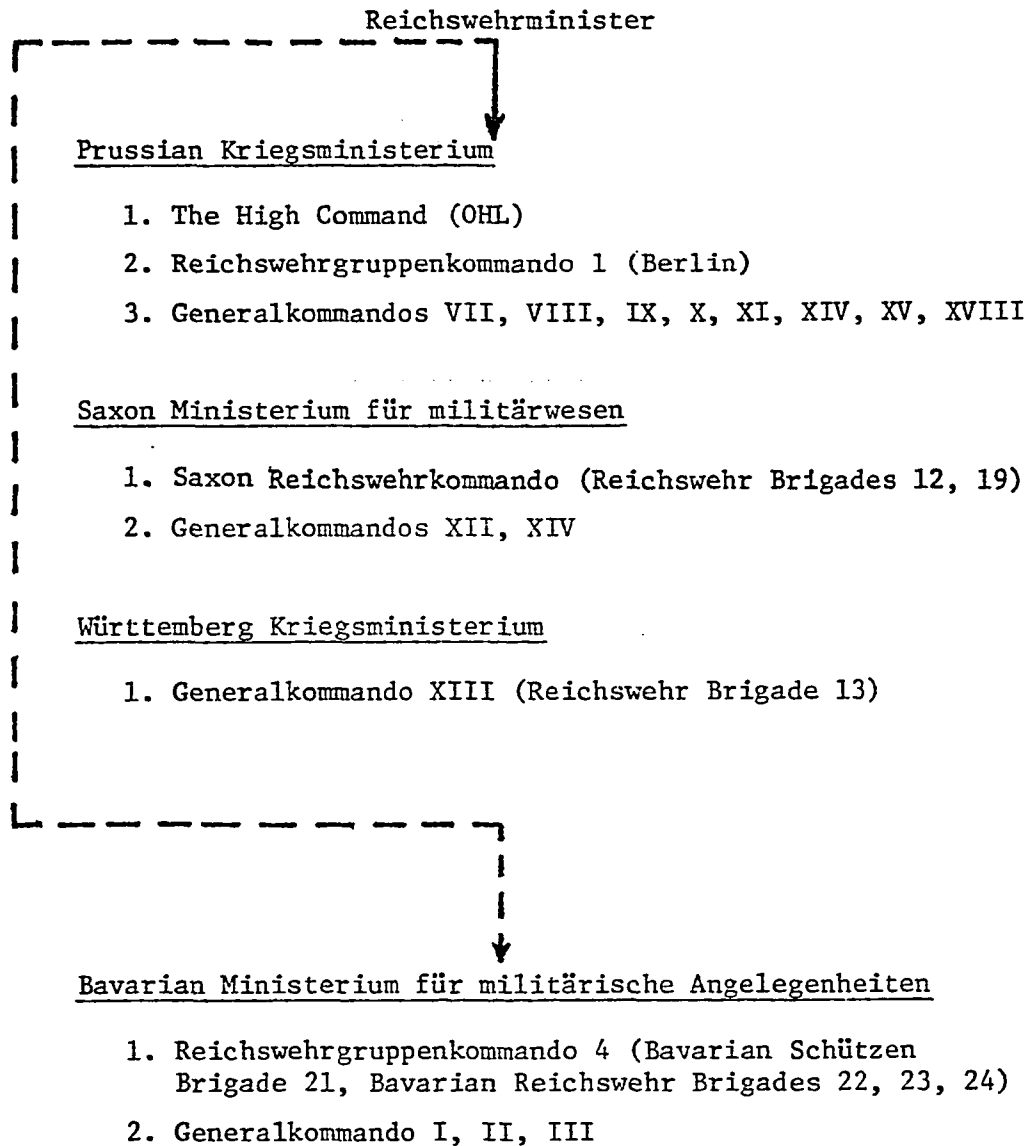 Reichswehrminister
Prussian Kriegsministerium
1. The High Command (OHL)
2. Reichswehrgruppenkommando 1 (Berlin)
3. Generalkommandos VII, VIII, IX, X, XI, XIV, XV, XVIII
Saxon Ministerium für militärwesen
1. Saxon Reichswehrkommando (Reichswehr Brigades 12, 19)
2. Generalkommandos XII, XIV
Württemberg Kriegsministerium
1. Generalkommando XIII (Reichswehr Brigade 13)
Bavarian Ministerium für militärische Angelegenheiten
1. Reichswehrgruppenkommando 4 (Bavarian Schützen
Brigade 21, Bavarian Reichswehr Brigades 22, 23, 24)
2. Generalkommando I, II, III